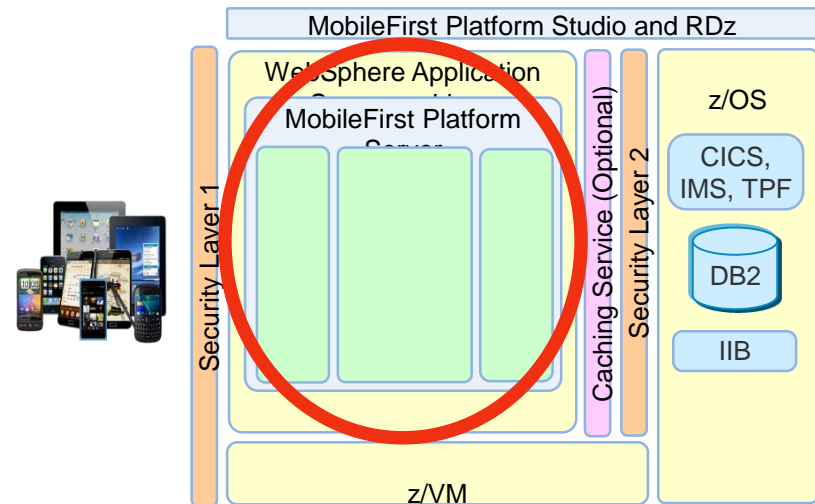 MobileFirst Platform Studio and RDz
WebSphere Application
MobileFirst Platform
Server
Security Layer 1
Caching Service (Optional)
Security Layer 2
z/OS
CICS,
IMS, TPF
DB2
IIB
z/VM